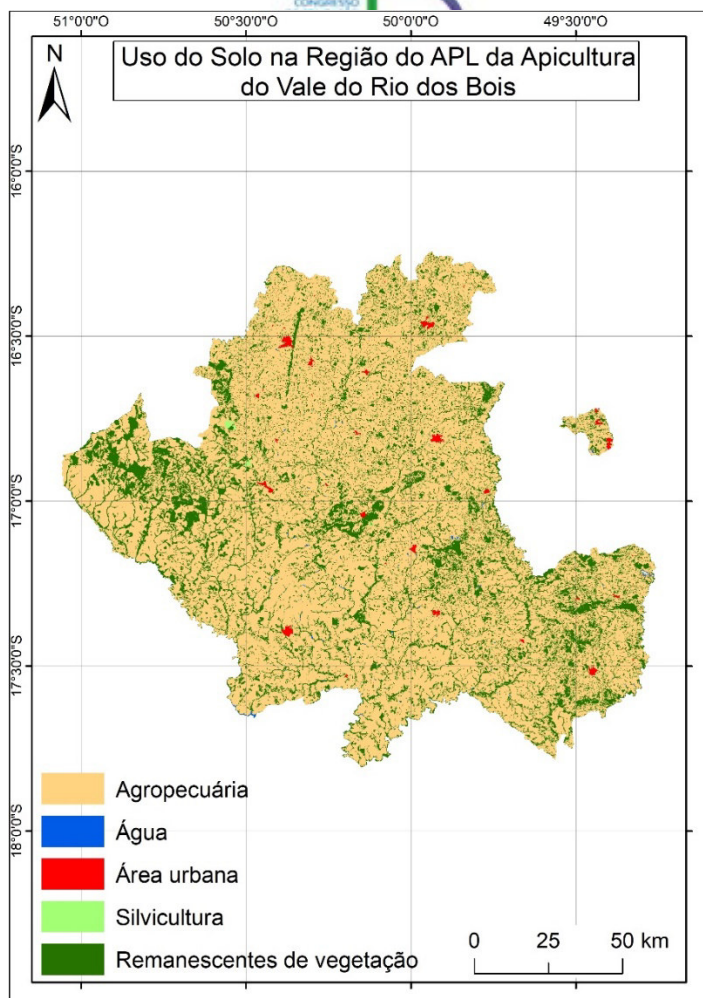 CONGRESSO
51°0'0"O 50°30'0"O 50°0'0"O 49°30'0"O
N
Uso do Solo na Região do APL da Apicultura
do Vale do Rio dos Bois
16°0'0"S
16°30'0"S
17°0'0"S
17°30'0"S
18°0'0"S
Agropecuária
Água
Área urbana
Silvicultura
Remanescentes de vegetação
0 25 50 km